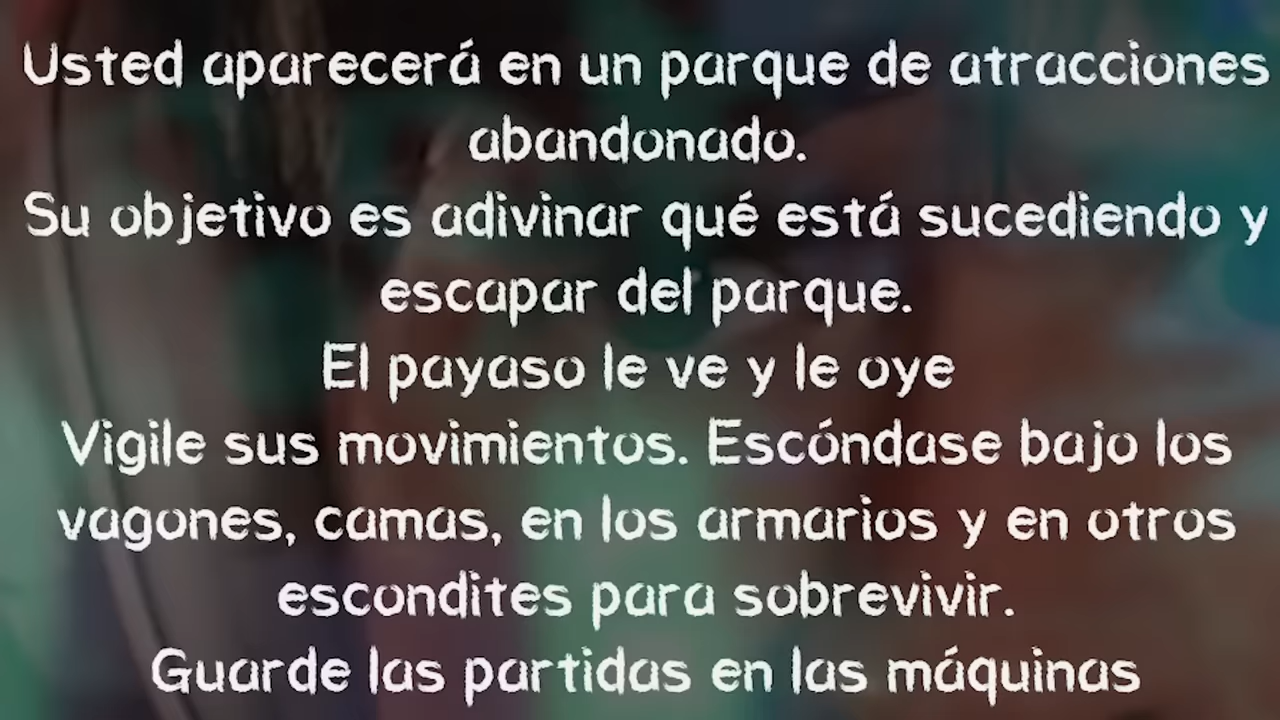 Usted aparecerá en un parque de atracciones
abandonado.
Su objetivo es adivinar qué está sucediendo y
escapar del parque.
El payaso le ve y le oye
Vigile sus movimientos. Escóndase bajo los
vagones, camas, en los armarios y en otros
escondites para sobrevivir.
Guarde las partidas en las máquinas